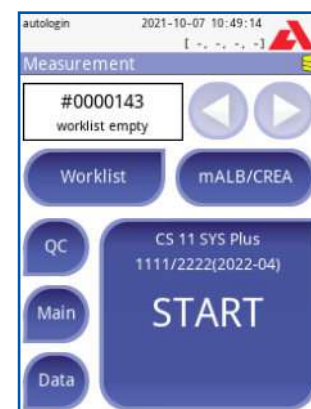 autologin 2021-10-07 10:49:14
[ -, -, -, -]
Measurement
#0000143
worklist empty
Worklist mALB/CREA
QC
CS 11 SYS Plus
1111/2222(2022-04)
Main
START
Data